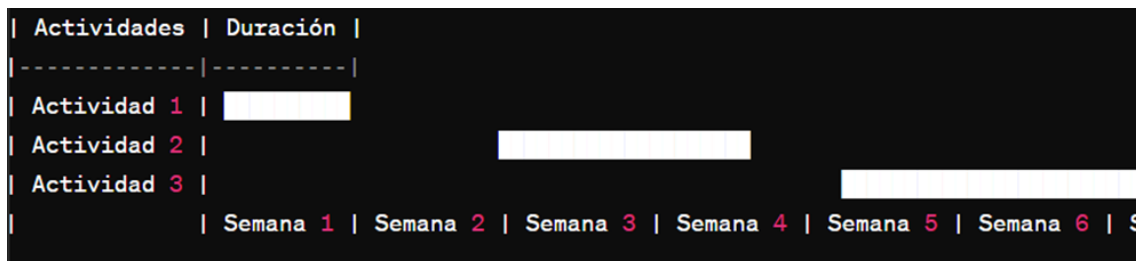 | Actividades | Duración |
|-------------|----------|
| Actividad 1 | █████████
| Actividad 2 | ██████████████████
| Actividad 3 | █████████████████████
| | Semana 1 | Semana 2 | Semana 3 | Semana 4 | Semana 5 | Semana 6 | S